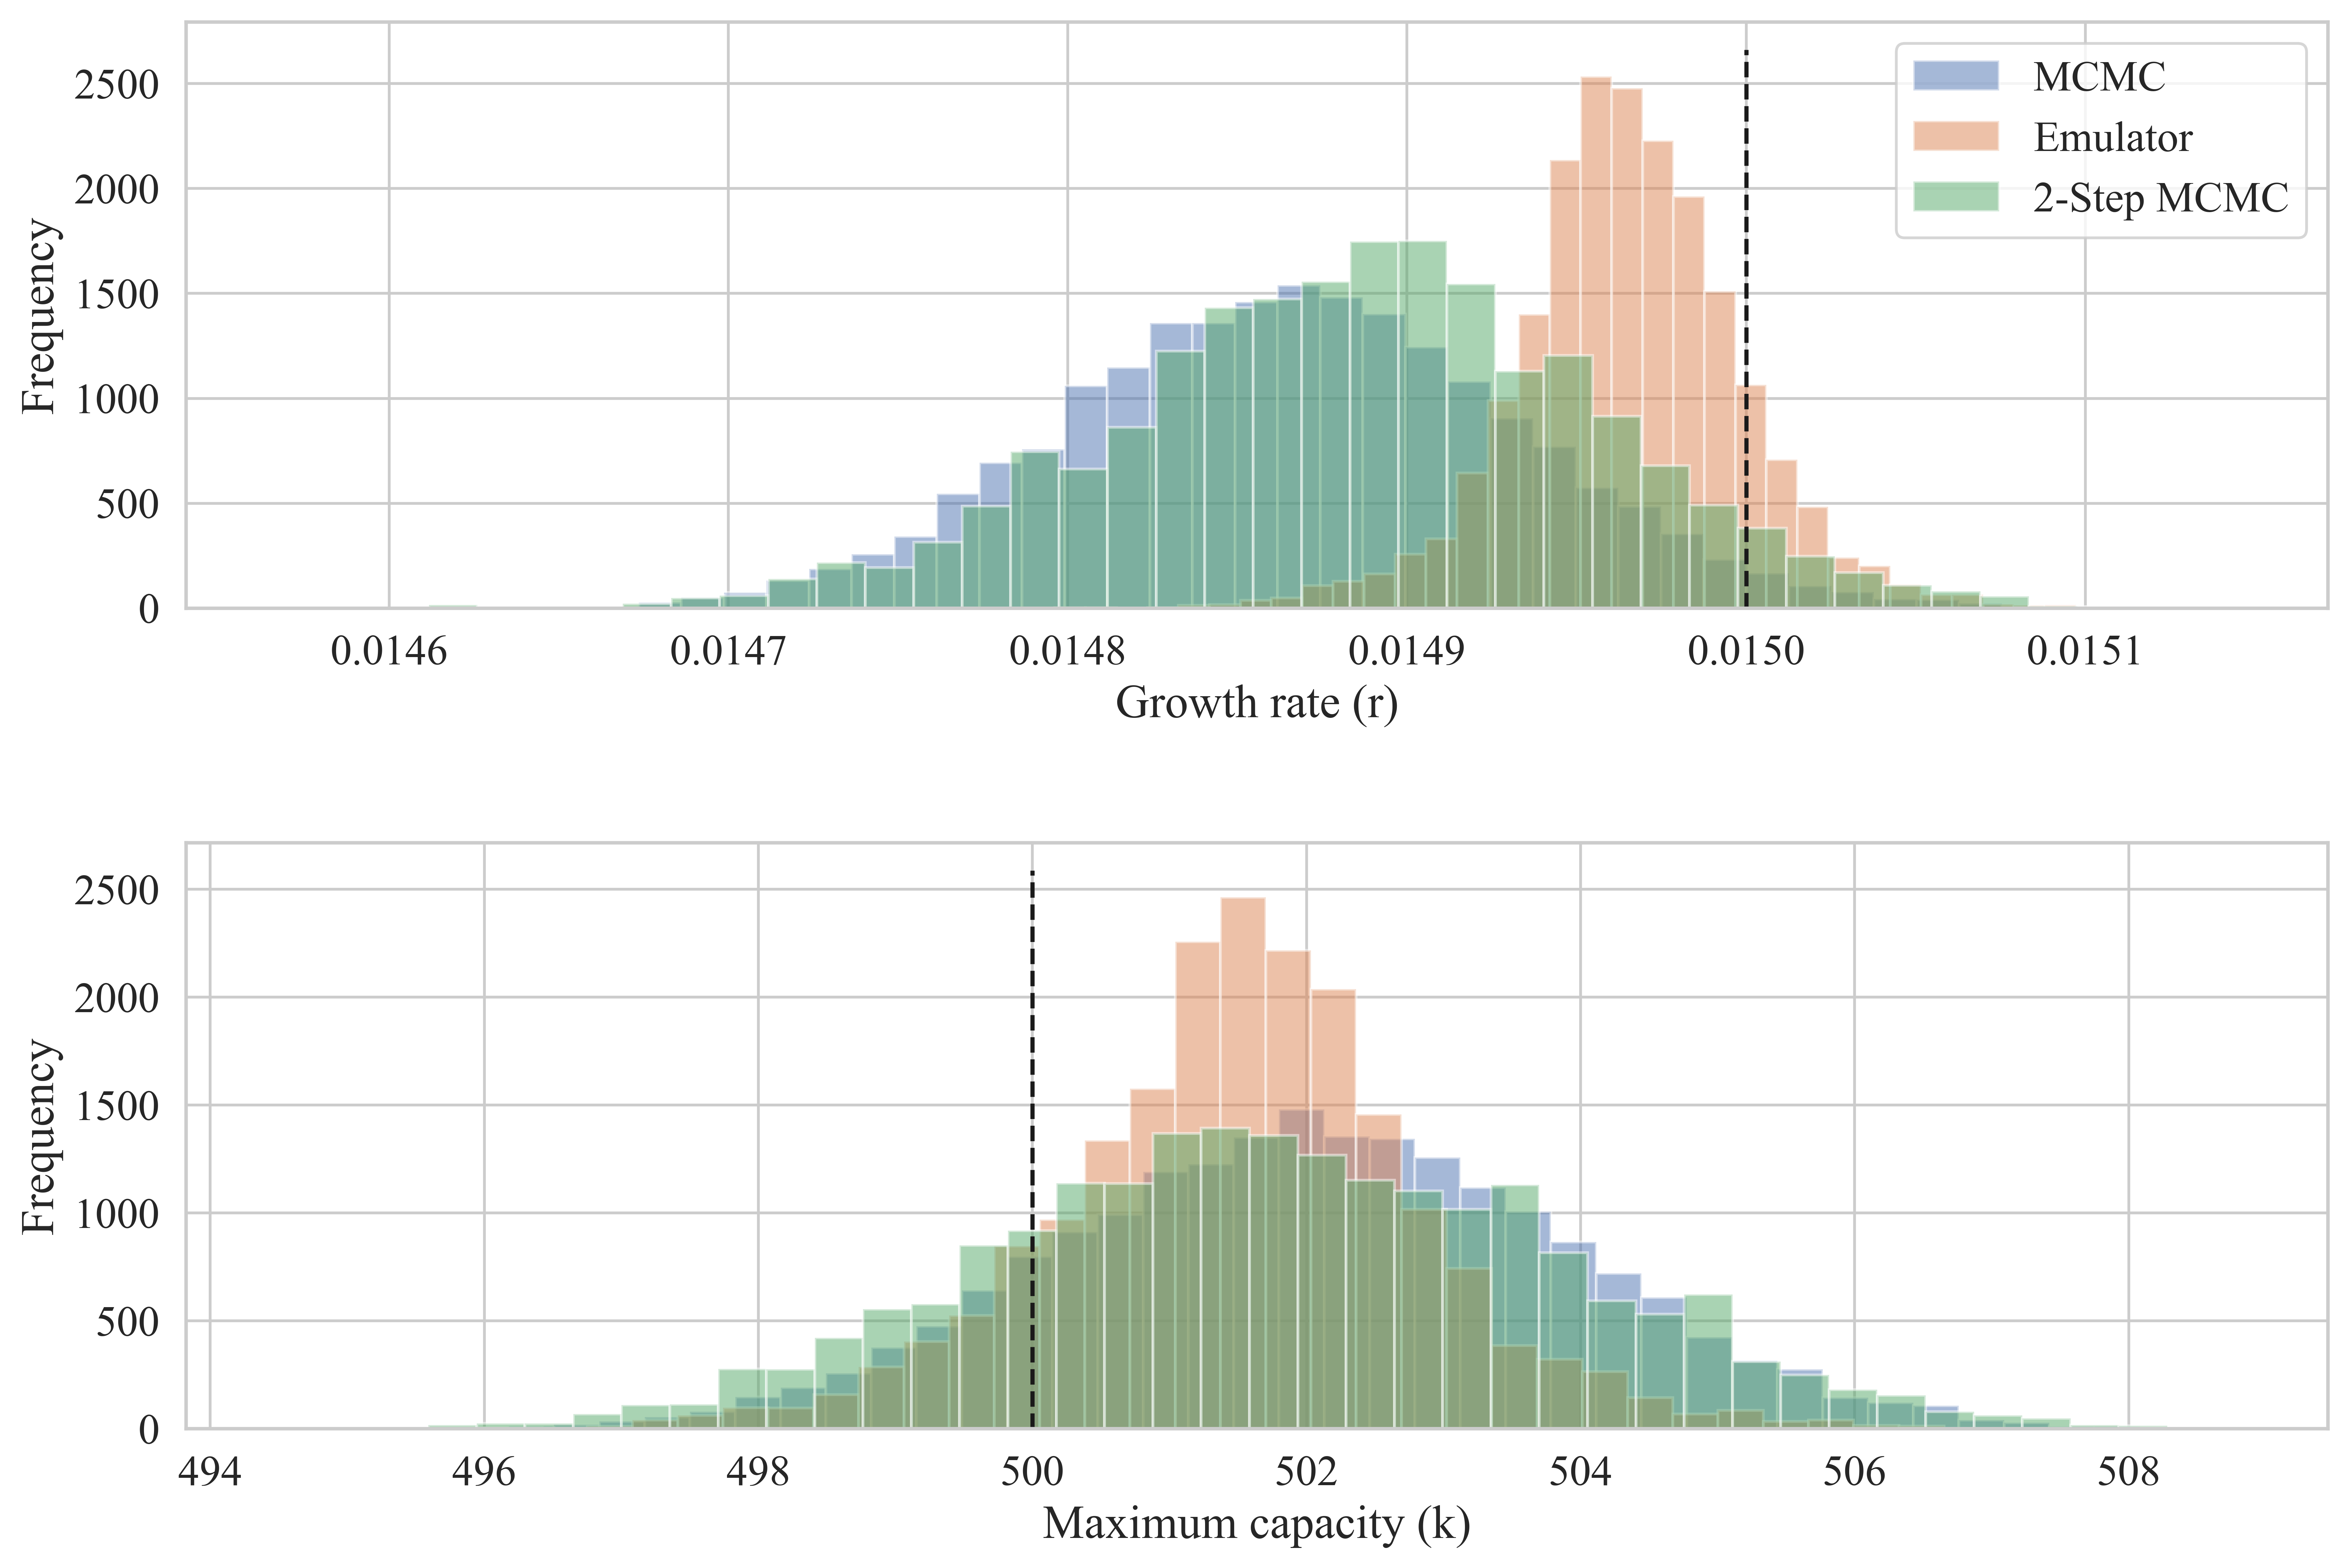 2500
2000
1500
1000
500
0
Frequency
MCMC
Emulator
2-Step MCMC
0.0146 0.0147 0.0148 0.0149 0.0150 0.0151
Growth rate (r)
2500
2000
1500
1000
500
0
Frequency
494 496 498 500 502 504 506 508
Maximum capacity (k)